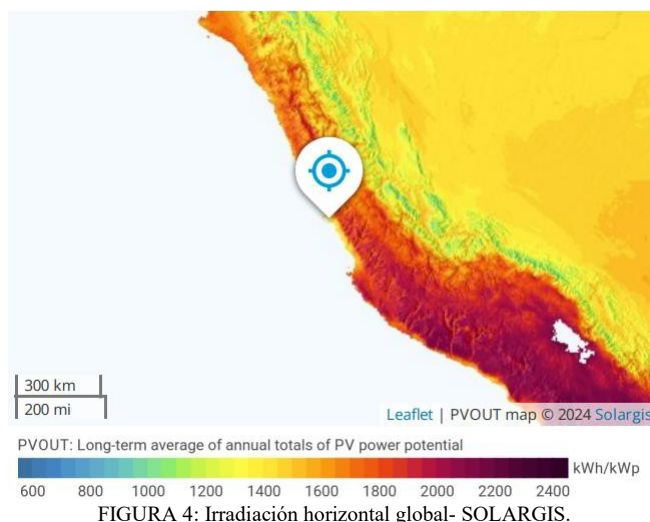 300 km
200 mi
Leaflet | PVOUT map © 2024 Solargis
PVOUT: Long-term average of annual totals of PV power potential
kWh/kWp
600 800 1000 1200 1400 1600 1800 2000 2200 2400
FIGURA 4: Irradiación horizontal global- SOLARGIS.